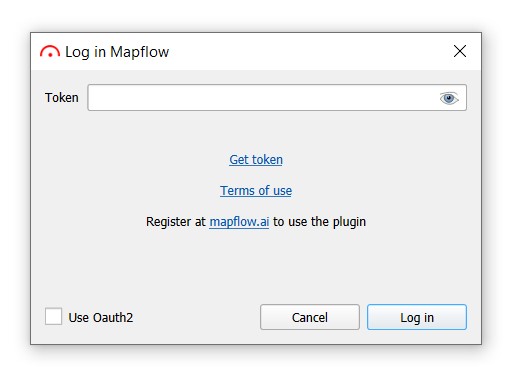 Log in Mapflow
Token
Get token
Terms of use
Register at mapflow.ai to use the plugin
Use Oauth2
Cancel
Log in